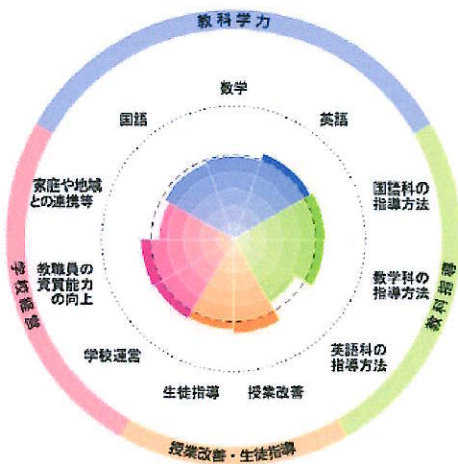 教科学力
数学
国語
英語
家庭や地域
との連携等
国語科の
指導方法
教職員の
資質能力
の向上
数学科の
指導方法
学校経営
教科指導
学校運営
英語科の
指導方法
生徒指導
授業改善
授業改善・生徒指導